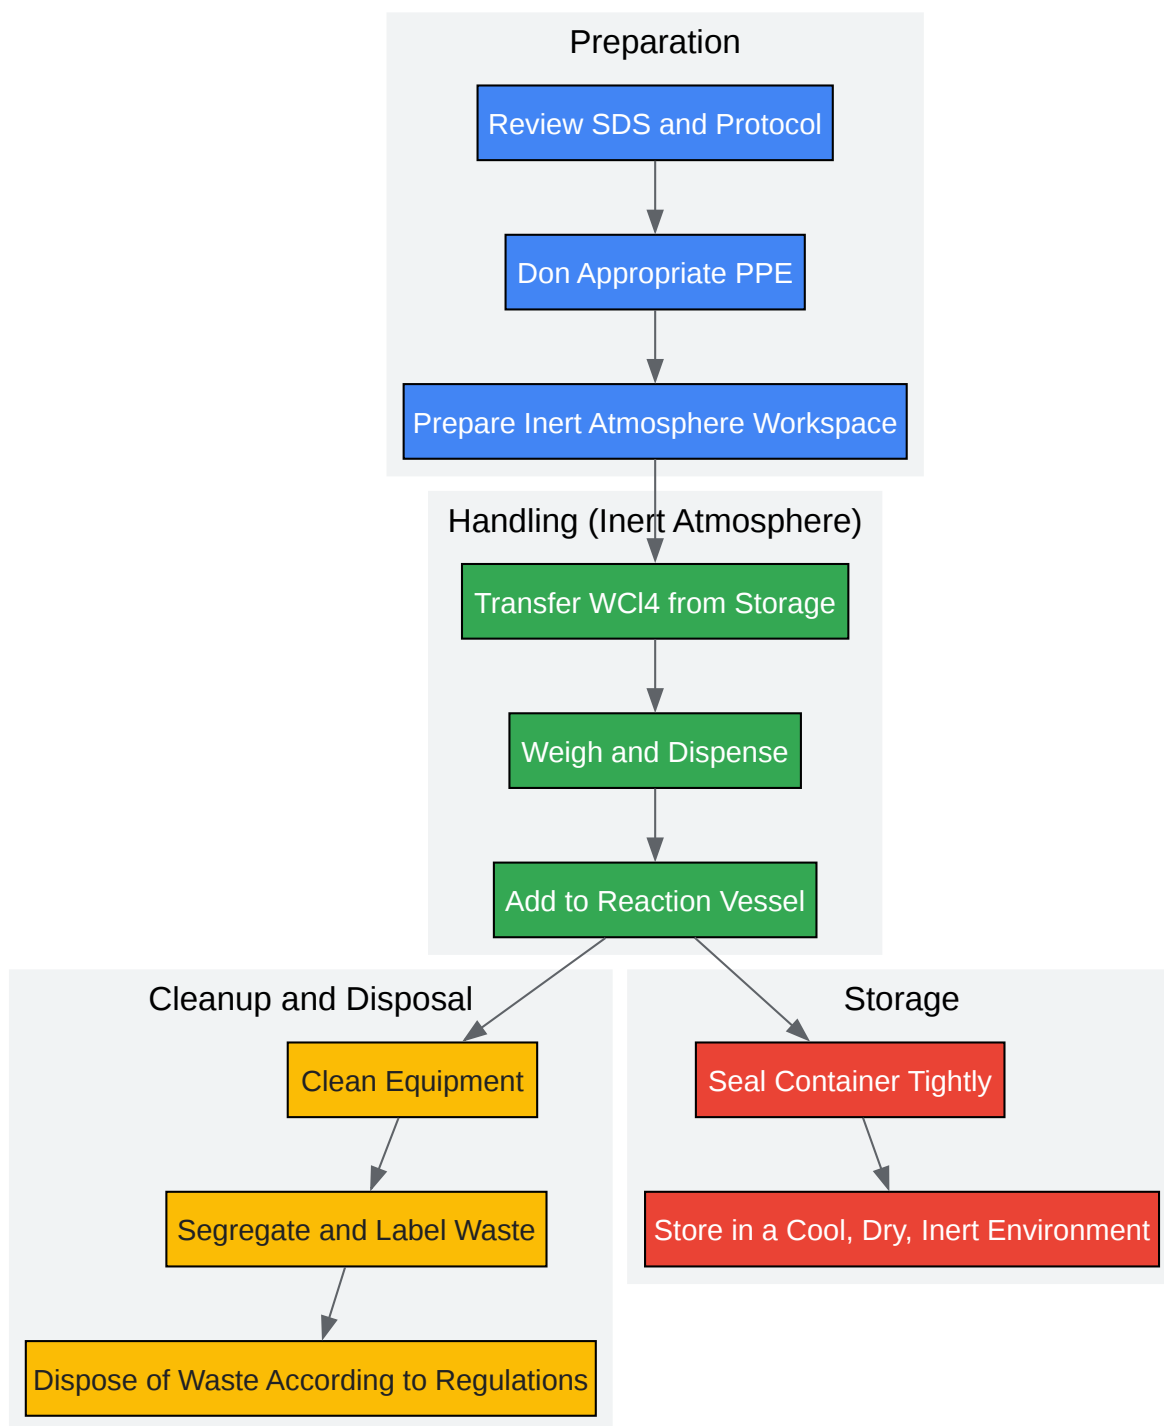 Preparation
Review SDS and Protocol
Don Appropriate PPE
Prepare Inert Atmosphere Workspace
Handling (Inert Atmosphere)
Transfer WCl4 from Storage
Weigh and Dispense
Add to Reaction Vessel
Cleanup and Disposal
Clean Equipment
Segregate and Label Waste
Dispose of Waste According to Regulations
Storage
Seal Container Tightly
Store in a Cool, Dry, Inert Environment